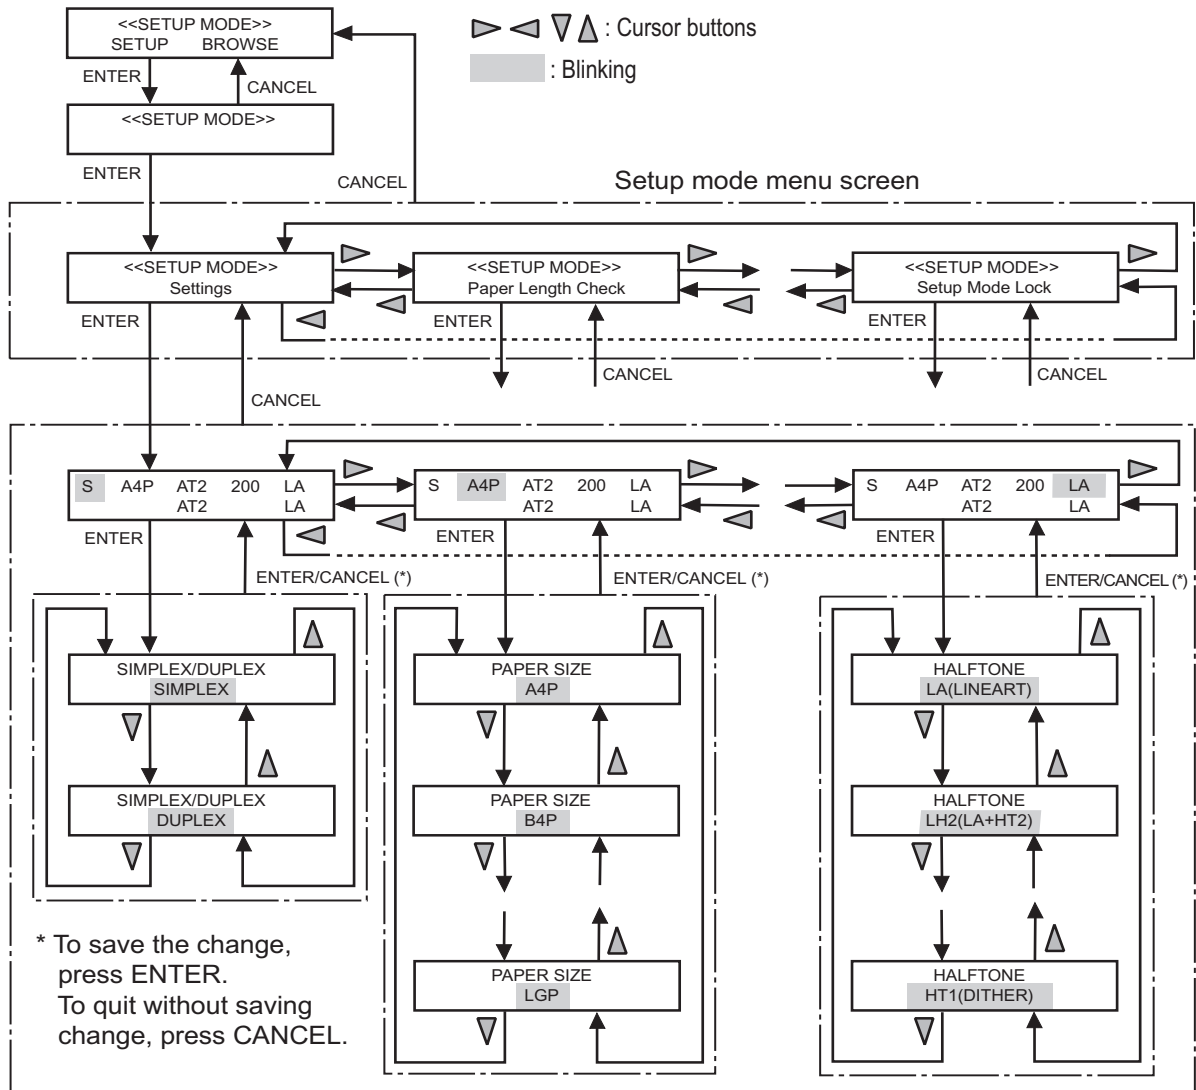 <<SETUP MODE>>
SETUP BROWSE
: Cursor buttons
: Blinking
ENTER
CANCEL
<<SETUP MODE>>
ENTER
CANCEL
Setup mode menu screen
<<SETUP MODE>>
Settings
<<SETUP MODE>>
Paper Length Check
<<SETUP MODE>>
Setup Mode Lock
ENTER
ENTER
ENTER
CANCEL
CANCEL
CANCEL
S A4P AT2 200 LA
AT2 LA
S A4P AT2 200 LA
AT2 LA
S A4P AT2 200 LA
AT2 LA
ENTER
ENTER
ENTER
ENTER/CANCEL (*)
ENTER/CANCEL (*)
ENTER/CANCEL (*)
SIMPLEX/DUPLEX
SIMPLEX
SIMPLEX/DUPLEX
DUPLEX
PAPER SIZE
A4P
PAPER SIZE
B4P
PAPER SIZE
LGP
HALFTONE
LA(LINEART)
HALFTONE
LH2(LA+HT2)
HALFTONE
HT1(DITHER)
* To save the change,
press ENTER.
To quit without saving
change, press CANCEL.